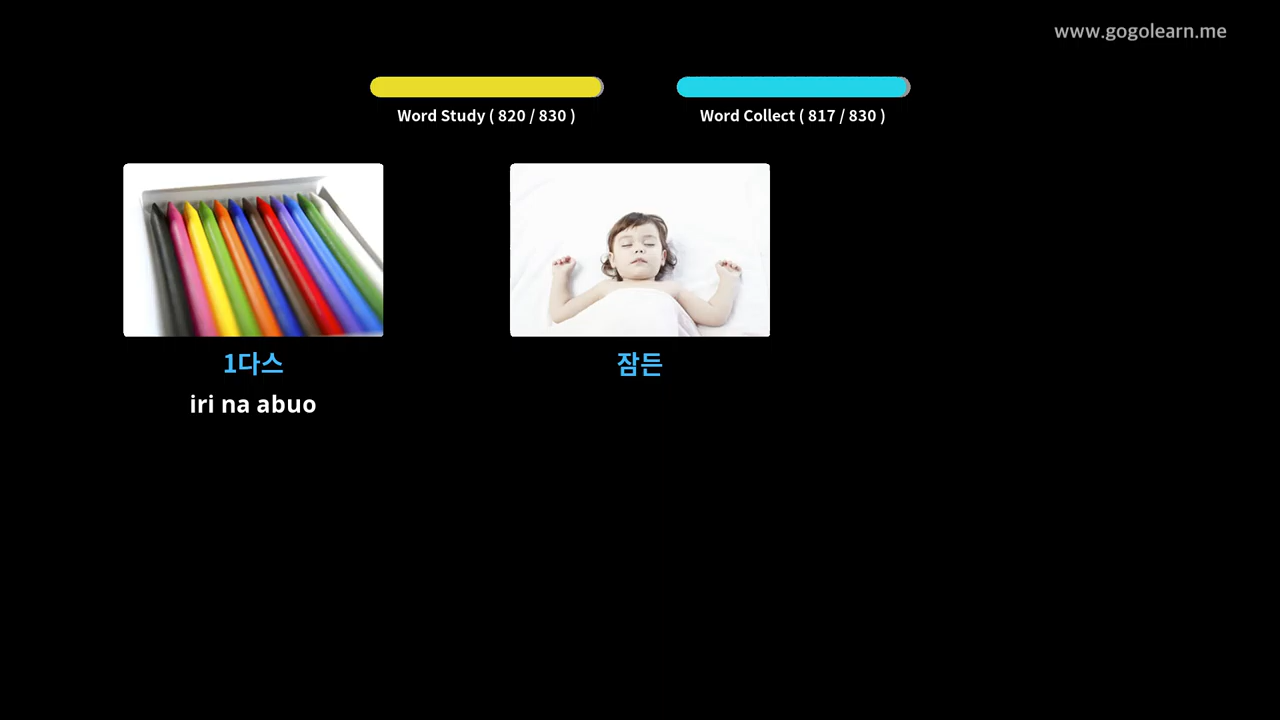 www.gogolearn.me
Word Study ( 820 / 830 )
Word Collect ( 817 / 830 )
1다스
iri na abuo
잠든